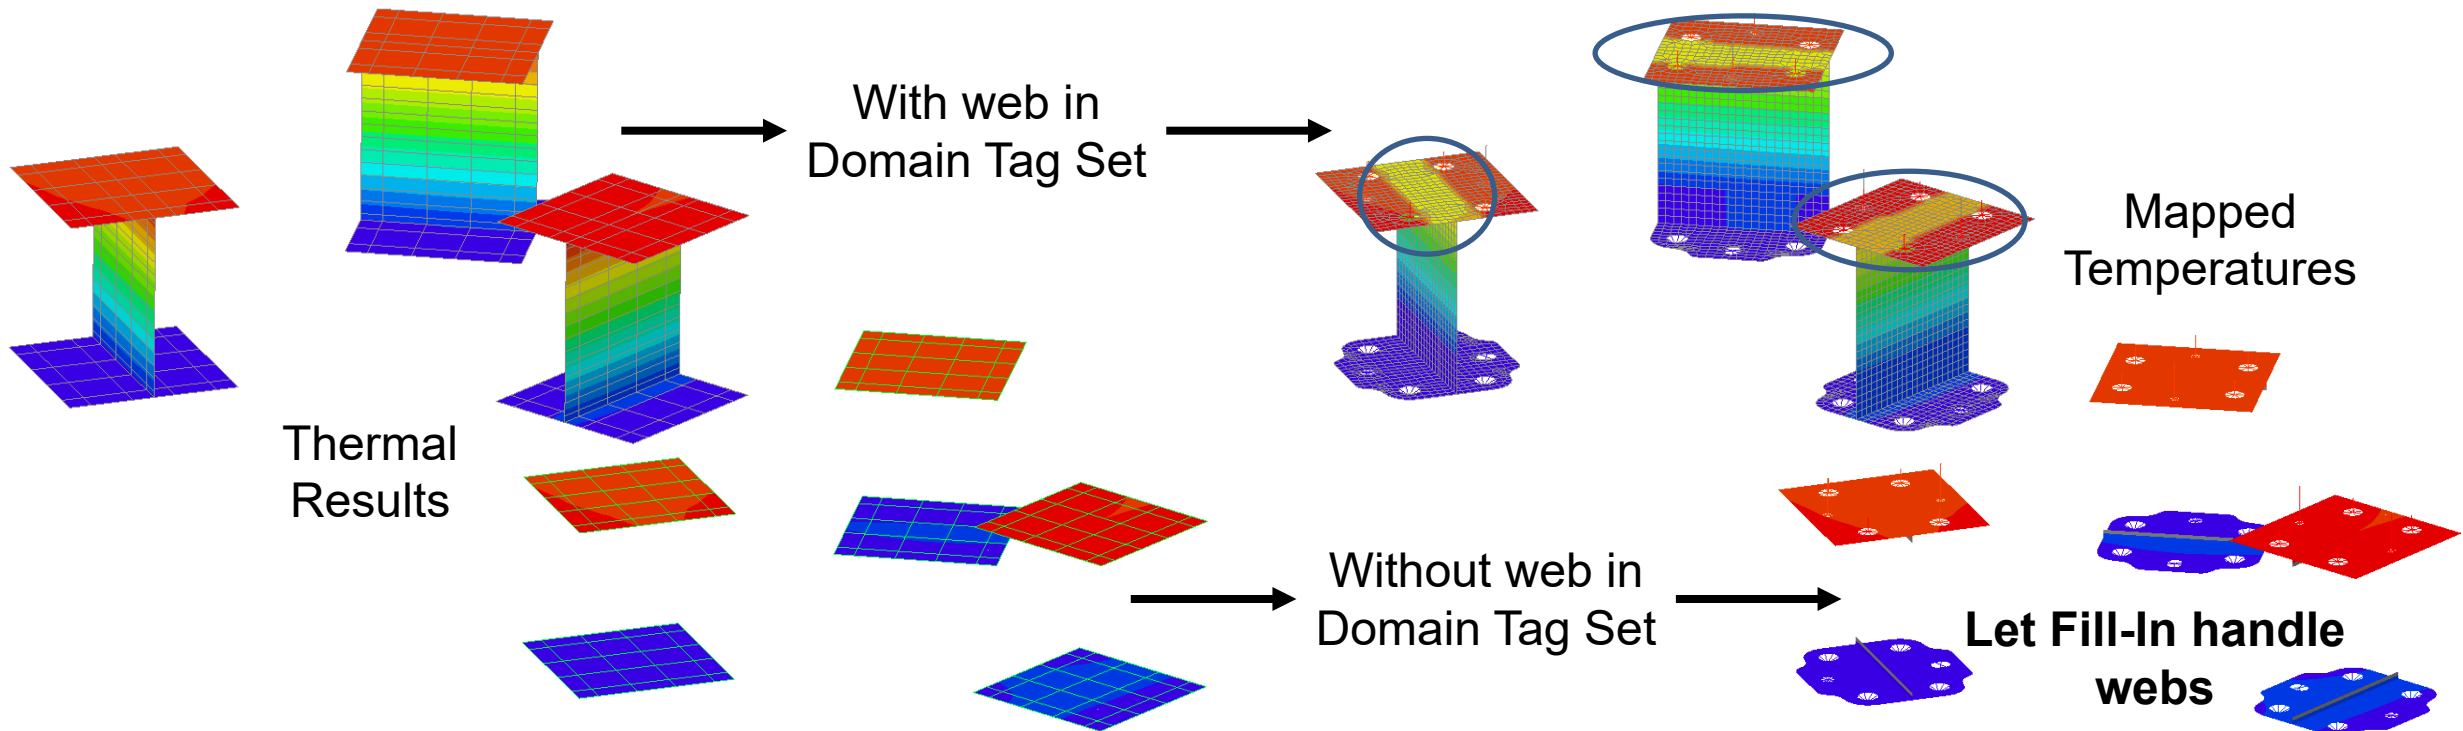 With web in
Domain Tag Set
Mapped
Temperatures
Thermal
Results
Without web in
Domain Tag Set
Let Fill-In handle
webs